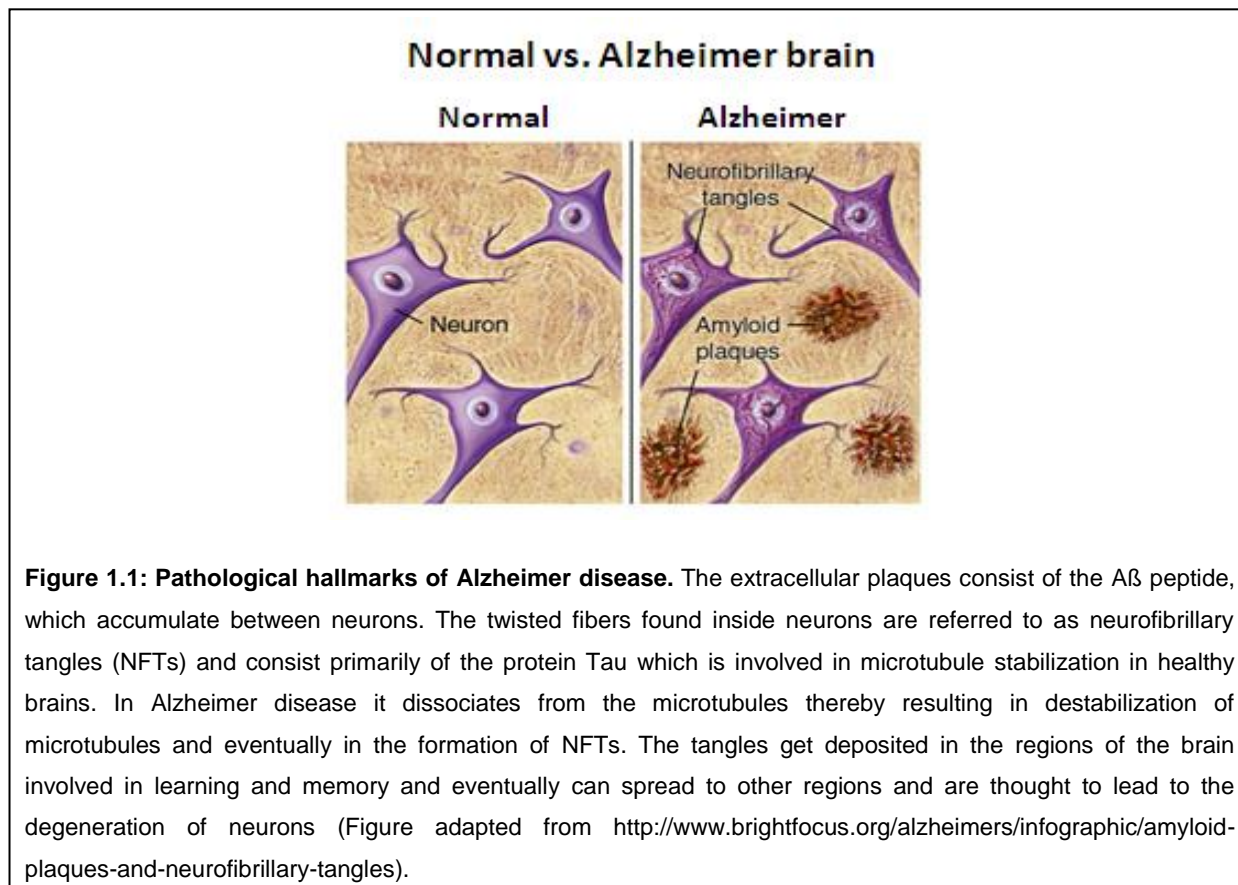 Normal vs. Alzheimer brain
Normal
Alzheimer
Neuron
Neurofibrillary
tangles
Amyloid
plaques
Figure 1.1: Pathological hallmarks of Alzheimer disease. The extracellular plaques consist of the Aß peptide,
which accumulate between neurons. The twisted fibers found inside neurons are referred to as neurofibrillary
tangles (NFTs) and consist primarily of the protein Tau which is involved in microtubule stabilization in healthy
brains. In Alzheimer disease it dissociates from the microtubules thereby resulting in destabilization of
microtubules and eventually in the formation of NFTs. The tangles get deposited in the regions of the brain
involved in learning and memory and eventually can spread to other regions and are thought to lead to the
degeneration of neurons (Figure adapted from http://www.brightfocus.org/alzheimers/infographic/amyloid-
plaques-and-neurofibrillary-tangles).